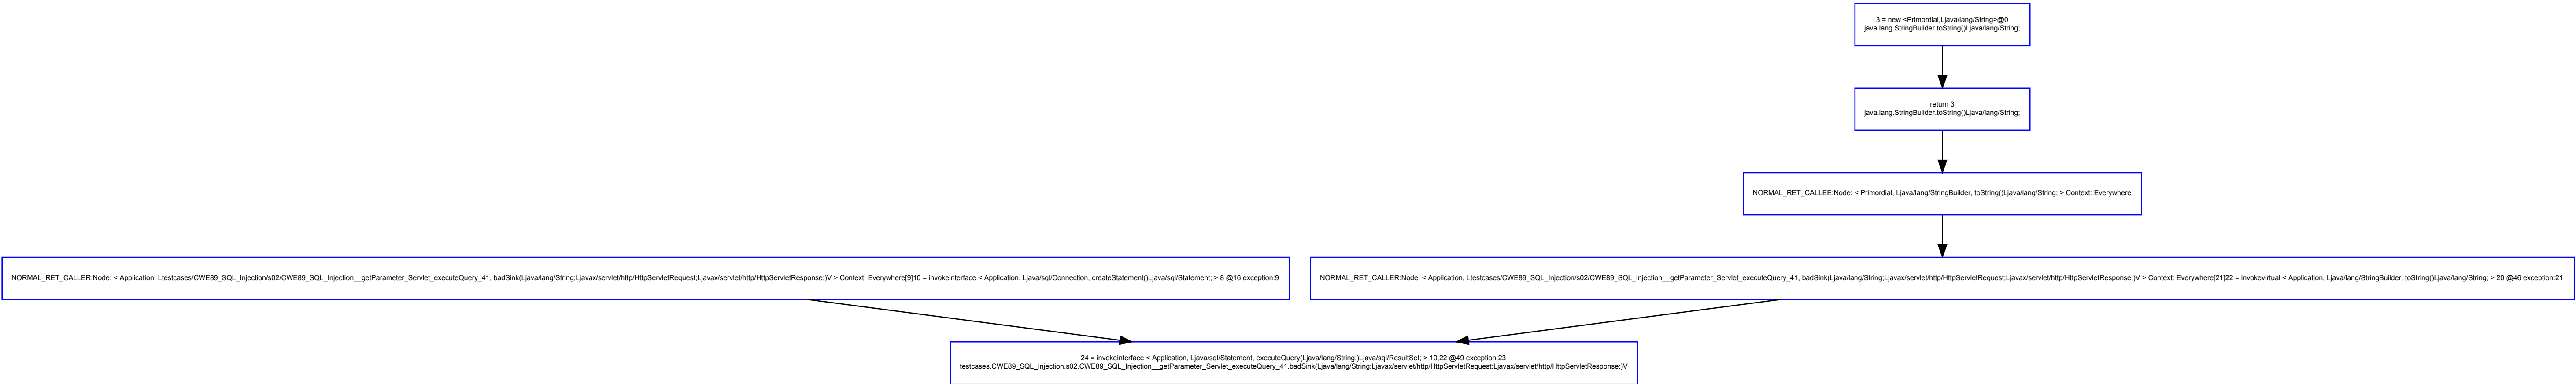 3 = new <Primordial,Ljava/lang/String>@0
java.lang.StringBuilder.toString()Ljava/lang/String;
return 3
java.lang.StringBuilder.toString()Ljava/lang/String;
NORMAL_RET_CALLEE:Node: < Primordial, Ljava/lang/StringBuilder, toString()Ljava/lang/String; > Context: Everywhere
NORMAL_RET_CALLER:Node: < Application, Ltestcases/CWE89_SQL_Injection/s02/CWE89_SQL_Injection__getParameter_Servlet_executeQuery_41, badSink(Ljava/lang/String;Ljavax/servlet/http/HttpServletRequest;Ljavax/servlet/http/HttpServletResponse;)V > Context: Everywhere[9]10 = invokeinterface < Application, Ljava/sql/Connection, createStatement()Ljava/sql/Statement; > 8 @16 exception:9
NORMAL_RET_CALLER:Node: < Application, Ltestcases/CWE89_SQL_Injection/s02/CWE89_SQL_Injection__getParameter_Servlet_executeQuery_41, badSink(Ljava/lang/String;Ljavax/servlet/http/HttpServletRequest;Ljavax/servlet/http/HttpServletResponse;)V > Context: Everywhere[21]22 = invokevirtual < Application, Ljava/lang/StringBuilder, toString()Ljava/lang/String; > 20 @46 exception:21
24 = invokeinterface < Application, Ljava/sql/Statement, executeQuery(Ljava/lang/String;)Ljava/sql/ResultSet; > 10,22 @49 exception:23
testcases.CWE89_SQL_Injection.s02.CWE89_SQL_Injection__getParameter_Servlet_executeQuery_41.badSink(Ljava/lang/String;Ljavax/servlet/http/HttpServletRequest;Ljavax/servlet/http/HttpServletResponse;)V